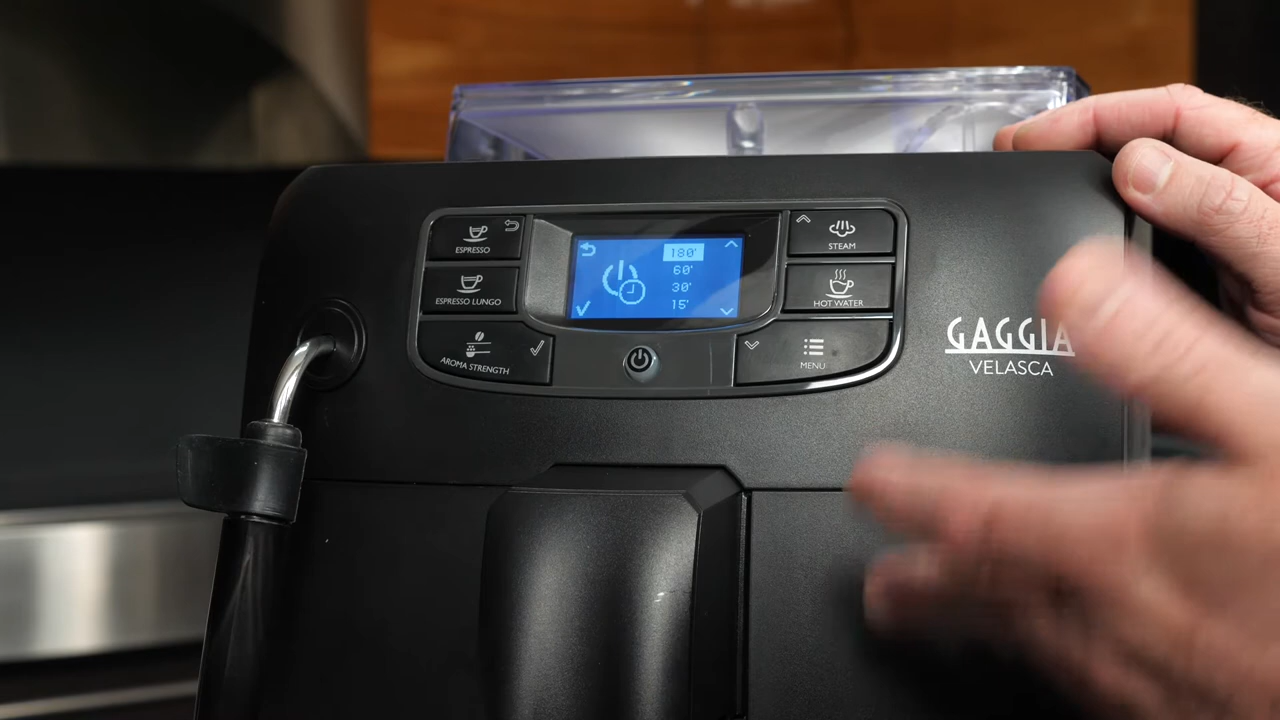 ESPRESSO
ESPRESSO LUNGO
AROMA STRENGTH
180'
60'
30'
15'
STEAM
HOT WATER
MENU
GAGGIA
VELASCA